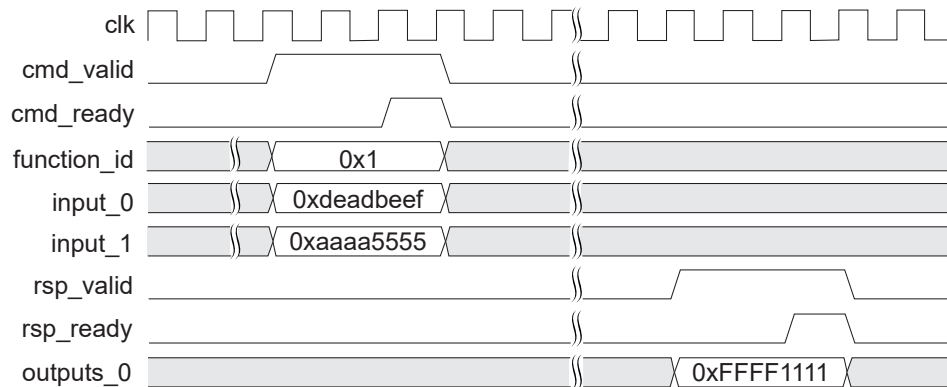 clk
cmd_valid
cmd_ready
function_id 0x1
input_0 0xdeadbeef
input_1 0xaaaa5555
rsp_valid
rsp_ready
outputs_0 0xFFFF1111